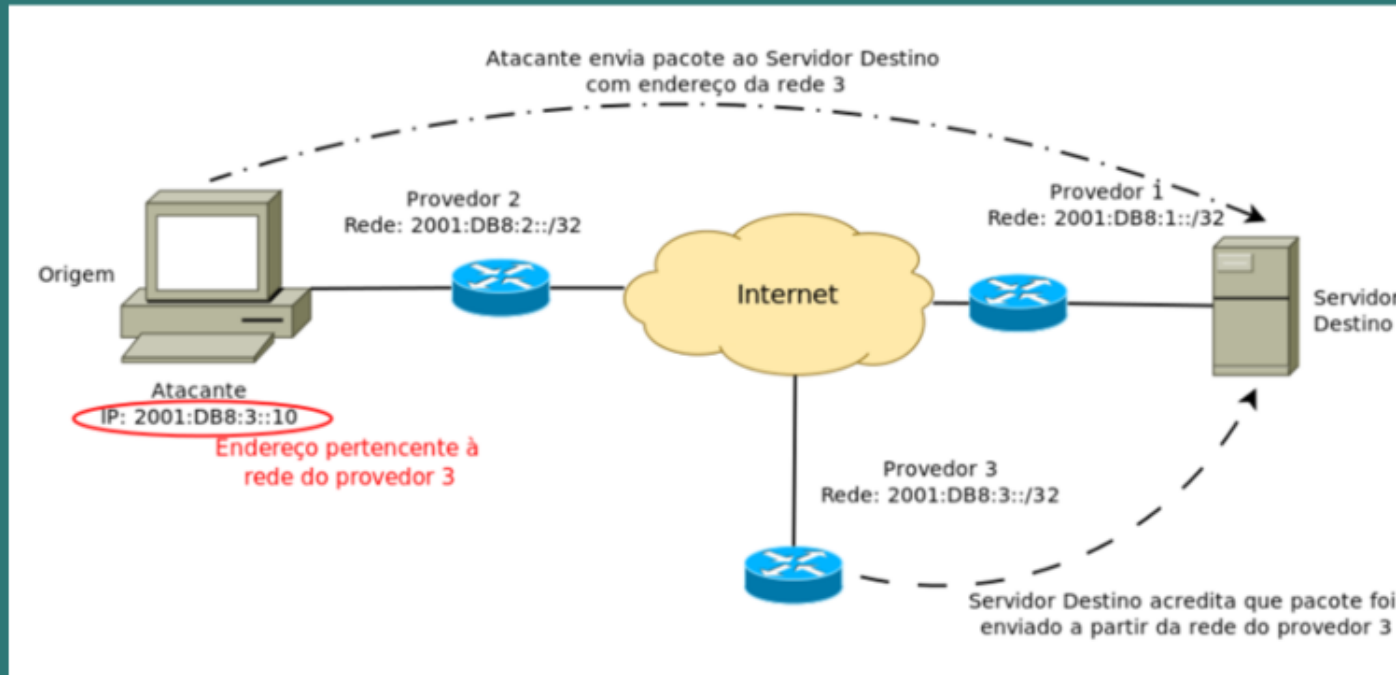 Atacante envia pacote ao Servidor Destino
com endereço da rede 3
Provedor 2
Rede: 2001:DB8:2::/32
Provedor 1
Rede: 2001:DB8:1::/32
Origem
Internet
Servidor
Destino
Atacante
IP: 2001:DB8:3::10
Endereço pertencente à
rede do provedor 3
Provedor 3
Rede: 2001:DB8:3::/32
Servidor Destino acredita que pacote foi
enviado a partir da rede do provedor 3